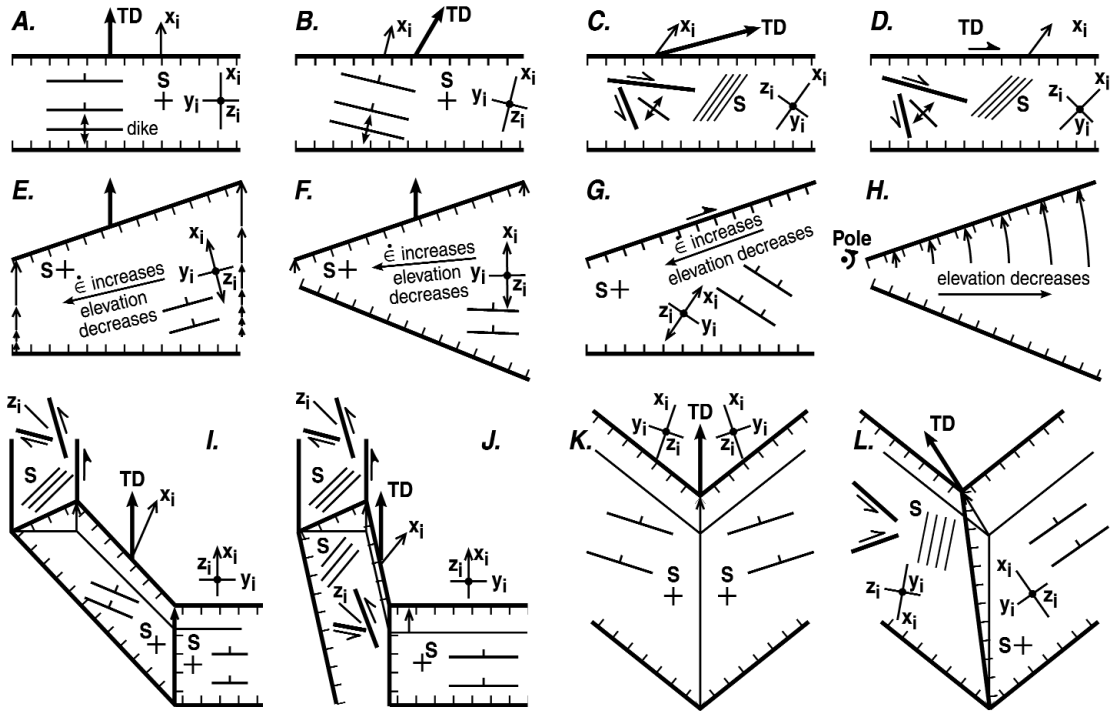 A.
TD
xi
S
xi
yi
zi
dike
B.
xi
TD
S
xi
yi
zi
C.
xi
TD
S
xi
zi
yi
D.
TD
xi
S
zi
xi
yi
E.
xi
S
ε̇ increases
elevation
decreases
yi
zi
F.
xi
S
ε̇ increases
elevation
decreases
yi
zi
G.
ε̇ increases
elevation decreases
S
zi
xi
yi
H.
Pole
elevation decreases
I.
zi
S
TD
xi
zi
xi
yi
S
S
J.
zi
S
TD
xi
S
zi
zi
xi
yi
S
K.
xi
TD
xi
yi
zi
yi
zi
S
S
L.
TD
S
zi
yi
xi
xi
yi
zi
S